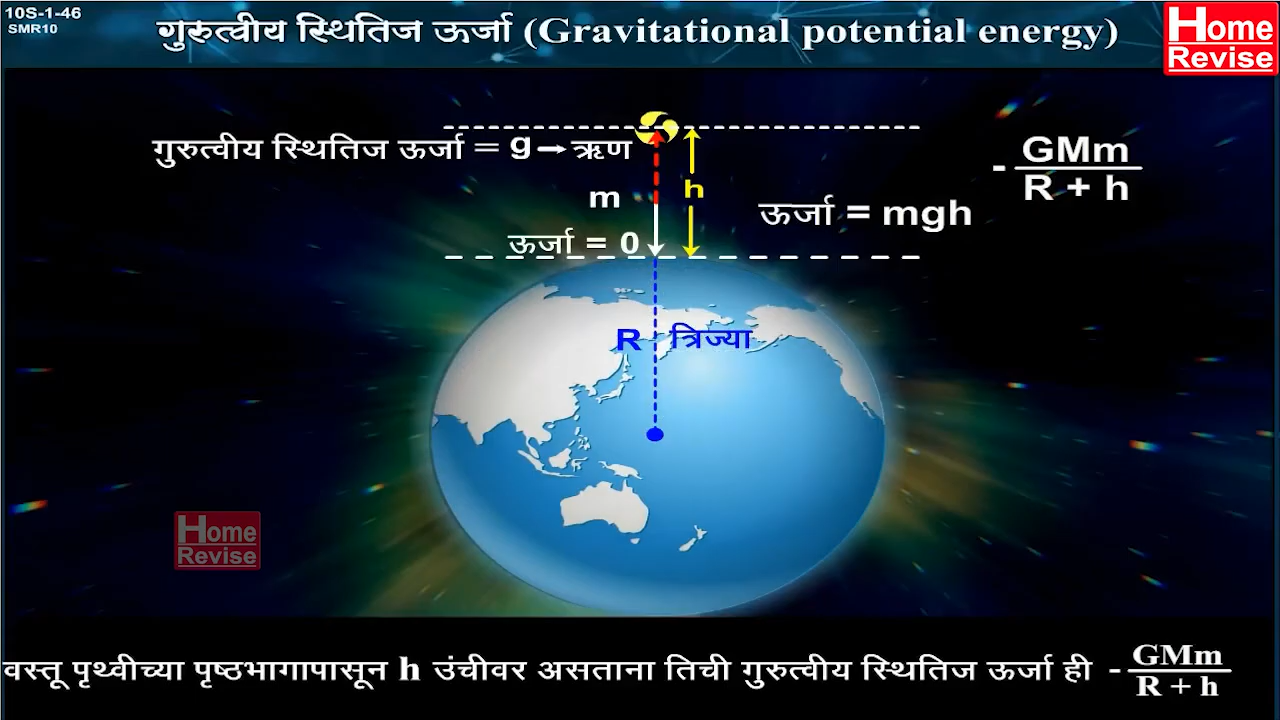 10S-1-46
SMR10
गुरुत्वीय स्थितिज ऊर्जा (Gravitational potential energy)
Home
Revise
गुरुत्वीय स्थितिज ऊर्जा = g → ऋण
m
h
ऊर्जा = 0
ऊर्जा = mgh
- GMm
R + h
R त्रिज्या
Home
Revise
वस्तू पृथ्वीच्या पृष्ठभागापासून h उंचीवर असताना तिची गुरुत्वीय स्थितिज ऊर्जा ही - GMm
R + h